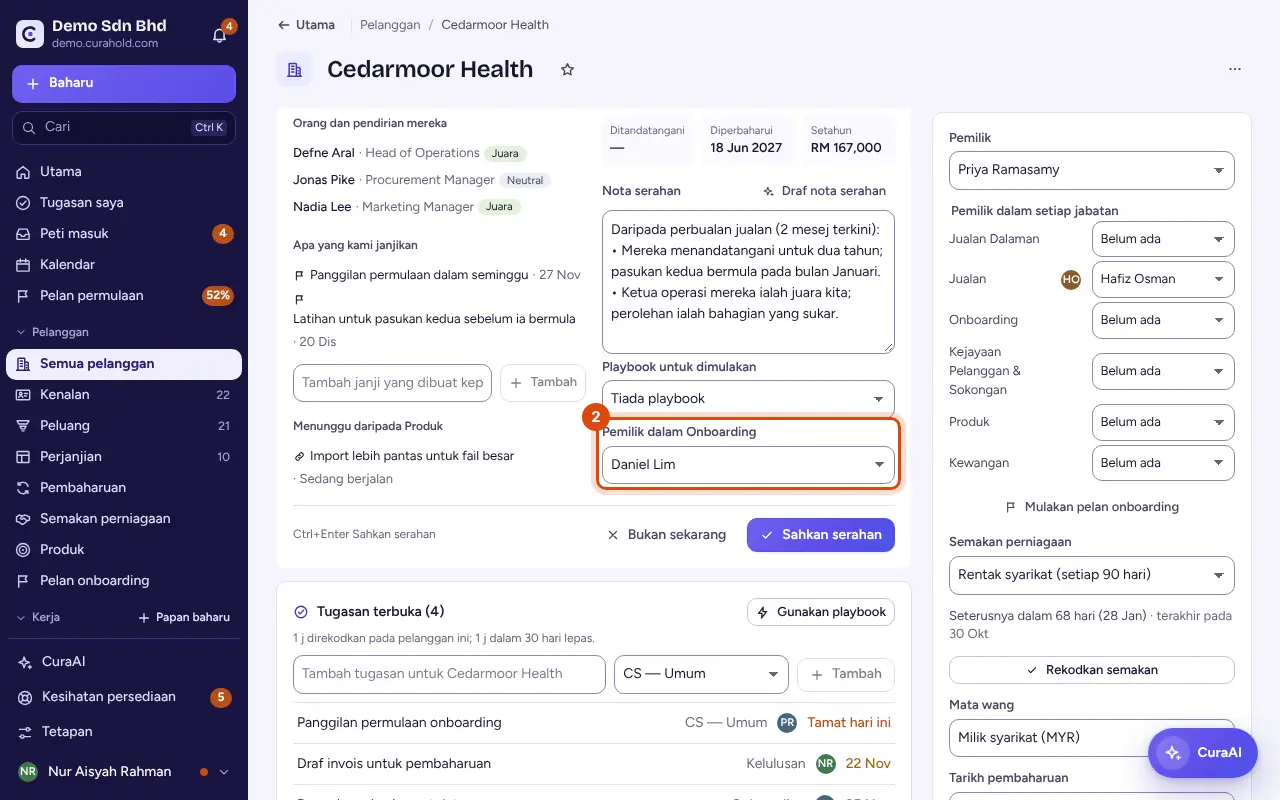 Demo Sdn Bhd
demo.curahold.com
4
Baharu
Cari
Ctrl K
Utama
Tugasan saya
Peti masuk
4
Kalendar
Pelan permulaan
52%
Pelanggan
Semua pelanggan
Kenalan
22
Peluang
21
Perjanjian
10
Pembaharuan
Semakan perniagaan
Produk
Pelan onboarding
Kerja
Papan baharu
CuraAI
Kesihatan persediaan
5
Tetapan
NR
Nur Aisyah Rahman
Utama
Pelanggan / Cedarmoor Health
Cedarmoor Health
Orang dan pendirian mereka
Defne Aral · Head of Operations Juara
Jonas Pike · Procurement Manager Neutral
Nadia Lee · Marketing Manager Juara
Apa yang kami janjikan
Panggilan permulaan dalam seminggu · 27 Nov
Latihan untuk pasukan kedua sebelum ia bermula
· 20 Dis
Tambah janji yang dibuat kep
Tambah
Menunggu daripada Produk
Import lebih pantas untuk fail besar
· Sedang berjalan
Ditandatangani
—
Diperbaharui
18 Jun 2027
Setahun
RM 167,000
Nota serahan
Draf nota serahan
Daripada perbualan jualan (2 mesej terkini):
• Mereka menandatangani untuk dua tahun;
pasukan kedua bermula pada bulan Januari.
• Ketua operasi mereka ialah juara kita;
perolehan ialah bahagian yang sukar.
Playbook untuk dimulakan
Tiada playbook
2
Pemilik dalam Onboarding
Daniel Lim
Ctrl+Enter Sahkan serahan
Bukan sekarang
Sahkan serahan
Tugasan terbuka (4)
Gunakan playbook
1 j direkodkan pada pelanggan ini; 1 j dalam 30 hari lepas.
Tambah tugasan untuk Cedarmoor Health
CS — Umum
Tambah
Panggilan permulaan onboarding
CS — Umum
PR
Tamat hari ini
Draf invois untuk pembaharuan
Kelulusan
NR
22 Nov
Pemilik
Priya Ramasamy
Pemilik dalam setiap jabatan
Jualan Dalaman
Belum ada
Jualan
HO
Hafiz Osman
Onboarding
Belum ada
Kejayaan
Pelanggan &
Sokongan
Belum ada
Produk
Belum ada
Kewangan
Belum ada
Mulakan pelan onboarding
Semakan perniagaan
Rentak syarikat (setiap 90 hari)
Seterusnya dalam 68 hari (28 Jan) · terakhir pada
30 Okt
Rekodkan semakan
Mata wang
Milik syarikat (MYR)
CuraAI
Tarikh pembaharuan